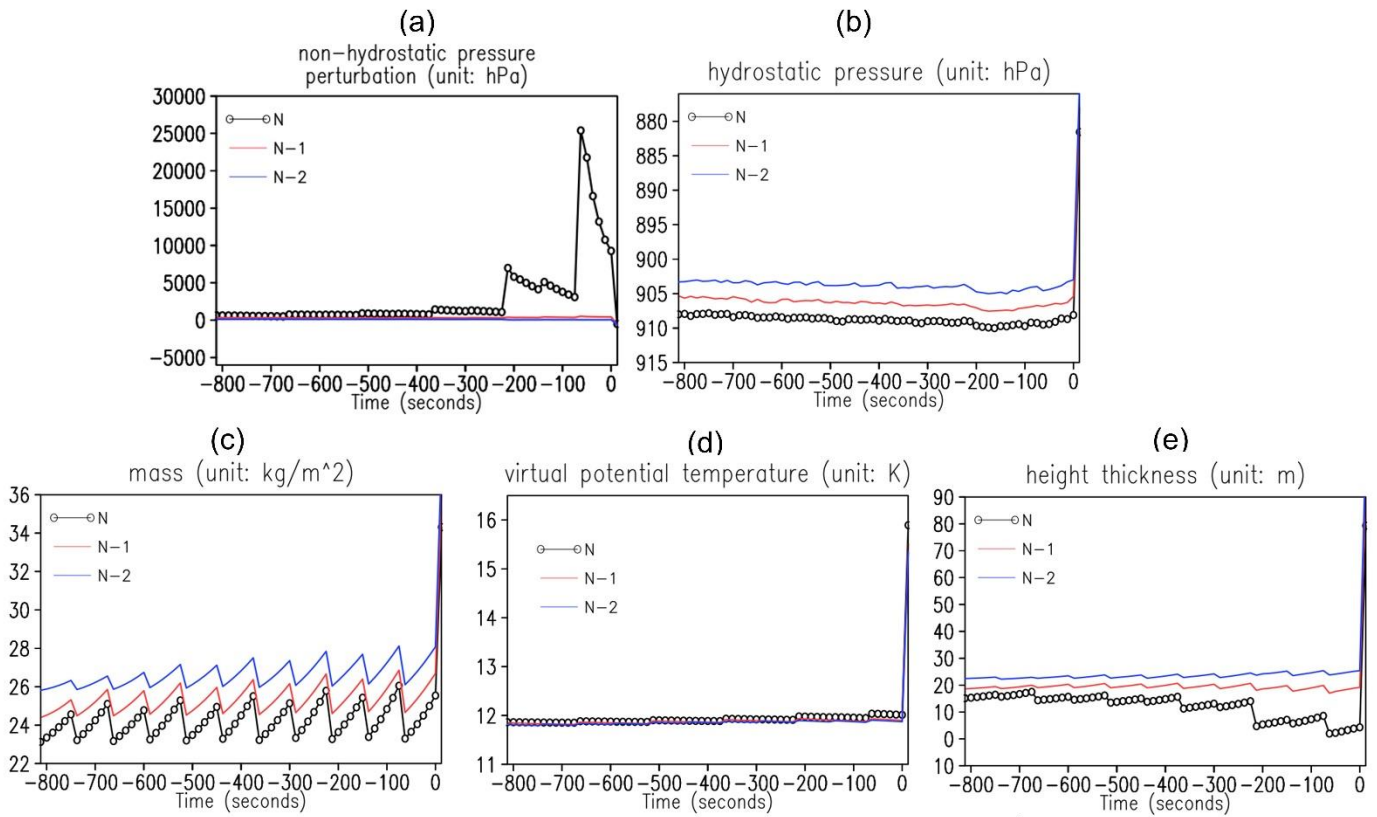 (a)
non-hydrostatic pressure
perturbation (unit: hPa)
30000
25000
20000
15000
10000
5000
0
-5000
N
N-1
N-2
-800 -700 -600 -500 -400 -300 -200 -100 0
Time (seconds)
(b)
hydrostatic pressure (unit: hPa)
880
885
890
895
900
905
910
915
N
N-1
N-2
-800 -700 -600 -500 -400 -300 -200 -100 0
Time (seconds)
(c)
mass (unit: kg/m^2)
36
34
32
30
28
26
24
22
N
N-1
N-2
-800 -700 -600 -500 -400 -300 -200 -100 0
Time (seconds)
(d)
virtual potential temperature (unit: K)
16
15
14
13
12
11
N
N-1
N-2
-800 -700 -600 -500 -400 -300 -200 -100 0
Time (seconds)
(e)
height thickness (unit: m)
90
80
70
60
50
40
30
20
10
0
10
N
N-1
N-2
-800 -700 -600 -500 -400 -300 -200 -100 0
Time (seconds)